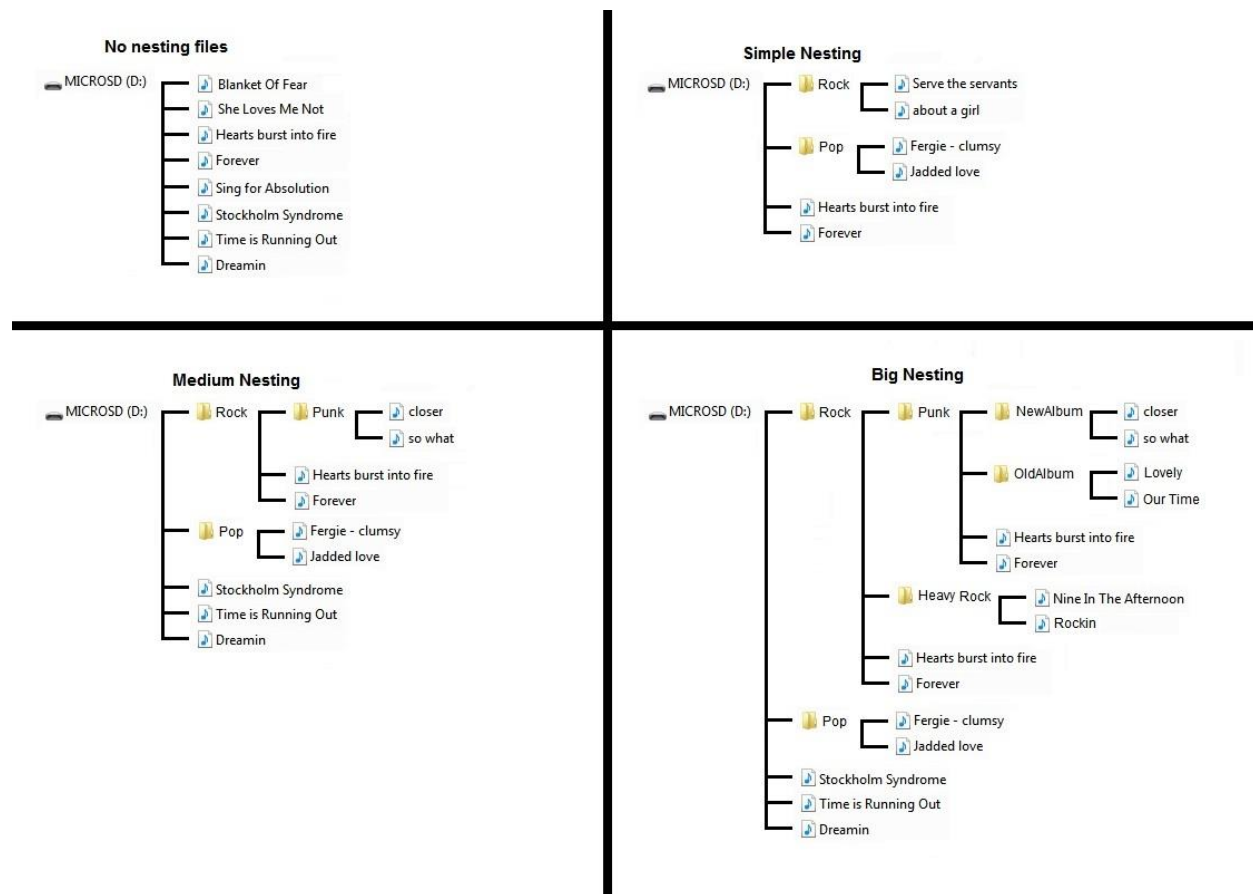 No nesting files
MICROSD (D:)
Blanket Of Fear
She Loves Me Not
Hearts burst into fire
Forever
Sing for Absolution
Stockholm Syndrome
Time is Running Out
Dreamin
Simple Nesting
MICROSD (D:)
Rock
Serve the servants
about a girl
Pop
Fergie - clumsy
Jadded love
Hearts burst into fire
Forever
Medium Nesting
MICROSD (D:)
Rock
Punk
closer
so what
Hearts burst into fire
Forever
Pop
Fergie - clumsy
Jadded love
Stockholm Syndrome
Time is Running Out
Dreamin
Big Nesting
MICROSD (D:)
Rock
Punk
NewAlbum
closer
so what
OldAlbum
Lovely
Our Time
Hearts burst into fire
Forever
Heavy Rock
Nine In The Afternoon
Rockin
Hearts burst into fire
Forever
Pop
Fergie - clumsy
Jadded love
Stockholm Syndrome
Time is Running Out
Dreamin